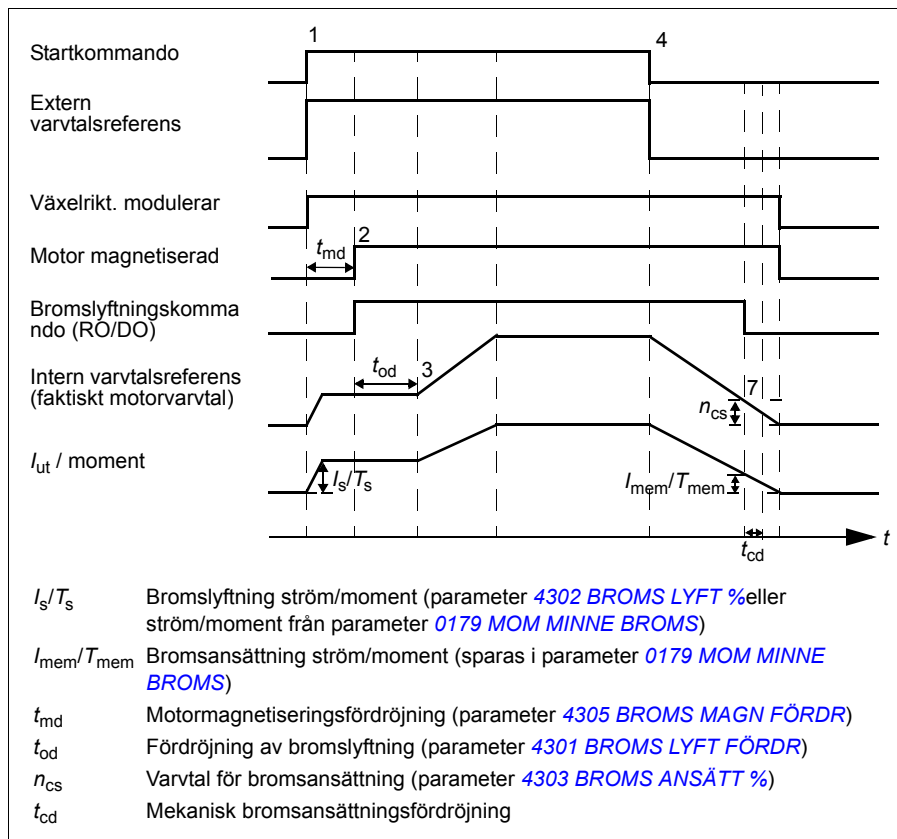 1
4
Startkommando
Extern
varvtalsreferens
Växelrikt. modulerar
2
tmd
Motor magnetiserad
Bromslyftningskomma
ndo (RO/DO)
tod
3
7
Intern varvtalsreferens
(faktiskt motorvarvtal)
ncs
Iut / moment
Is/Ts
Imem/Tmem
t
tcd
Is/Ts Bromslyftning ström/moment (parameter 4302 BROMS LYFT %eller
ström/moment från parameter 0179 MOM MINNE BROMS)
Imem/Tmem Bromsansättning ström/moment (sparas i parameter 0179 MOM MINNE
BROMS)
tmd Motormagnetiseringsfördröjning (parameter 4305 BROMS MAGN FÖRDR)
tod Fördröjning av bromslyftning (parameter 4301 BROMS LYFT FÖRDR)
ncs Varvtal för bromsansättning (parameter 4303 BROMS ANSÄTT %)
tcd Mekanisk bromsansättningsfördröjning